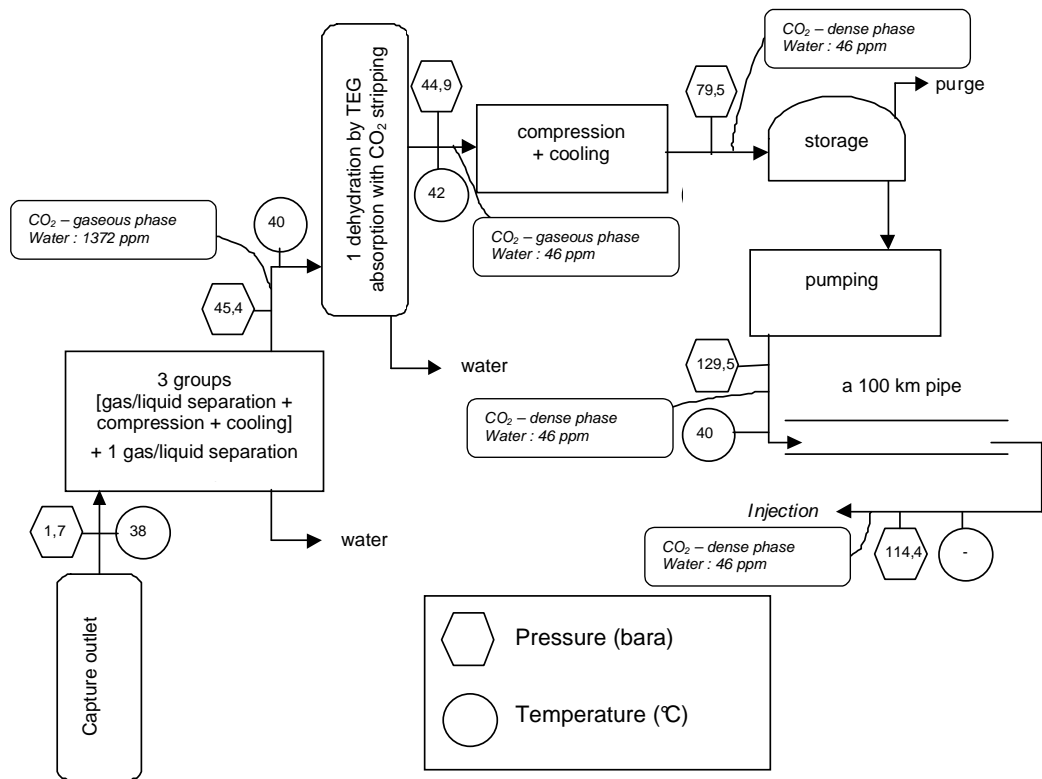 CO₂ – dense phase
Water : 46 ppm
44,9
79,5
purge
compression
+ cooling
storage
1 dehydration by TEG
absorption with CO₂ stripping
42
CO₂ – gaseous phase
Water : 1372 ppm
40
CO₂ – gaseous phase
Water : 46 ppm
45,4
pumping
water
3 groups
[gas/liquid separation +
compression + cooling]
+ 1 gas/liquid separation
129,5
a 100 km pipe
CO₂ – dense phase
Water : 46 ppm
40
1,7
38
water
Injection
CO₂ – dense phase
Water : 46 ppm
114,4
-
Capture outlet
Pressure (bara)
Temperature (°C)